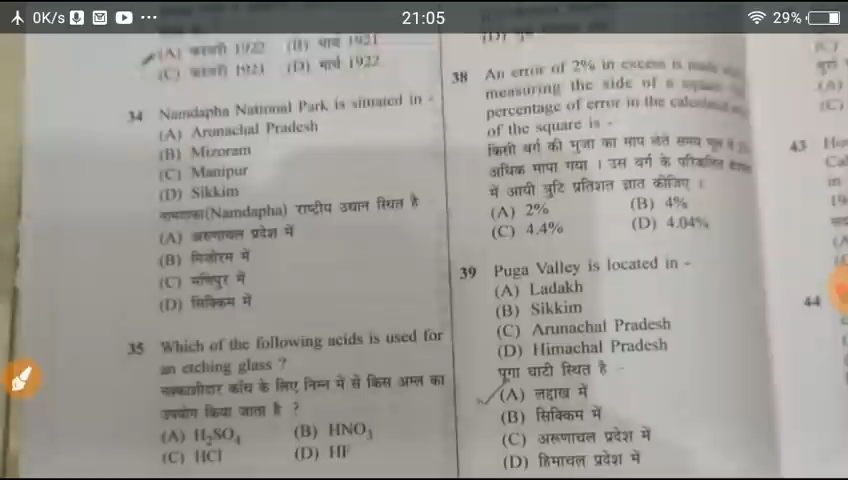 0K/s
21:05
29%
(A) फरवरी 1922 (B) मार्च 1921
(C) फरवरी 1921 (D) मार्च 1922
34 Namdapha National Park is situated in -
(A) Arunachal Pradesh
(B) Mizoram
(C) Manipur
(D) Sikkim
नामदाफा(Namdapha) राष्ट्रीय उद्यान स्थित है
(A) अरुणाचल प्रदेश में
(B) मिजोरम में
(C) मणिपुर में
(D) सिक्किम में
35 Which of the following acids is used for
an etching glass ?
नक्काशीदार काँच के लिए निम्न में से किस अम्ल का
उपयोग किया जाता है ?
(A) H₂SO₄ (B) HNO₃
(C) HCl (D) HF
38 An error of 2% in excess is made
measuring the side of a square
percentage of error in the calculated
of the square is -
किसी वर्ग की भुजा का माप लेते समय भूल से
अधिक मापा गया । उस वर्ग के परिकलित
में आयी त्रुटि प्रतिशत ज्ञात कीजिए ।
(A) 2% (B) 4%
(C) 4.4% (D) 4.04%
39 Puga Valley is located in -
(A) Ladakh
(B) Sikkim
(C) Arunachal Pradesh
(D) Himachal Pradesh
पूगा घाटी स्थित है -
(A) लद्दाख में
(B) सिक्किम में
(C) अरूणाचल प्रदेश में
(D) हिमाचल प्रदेश में
(A)
(C)
43
in
19
44